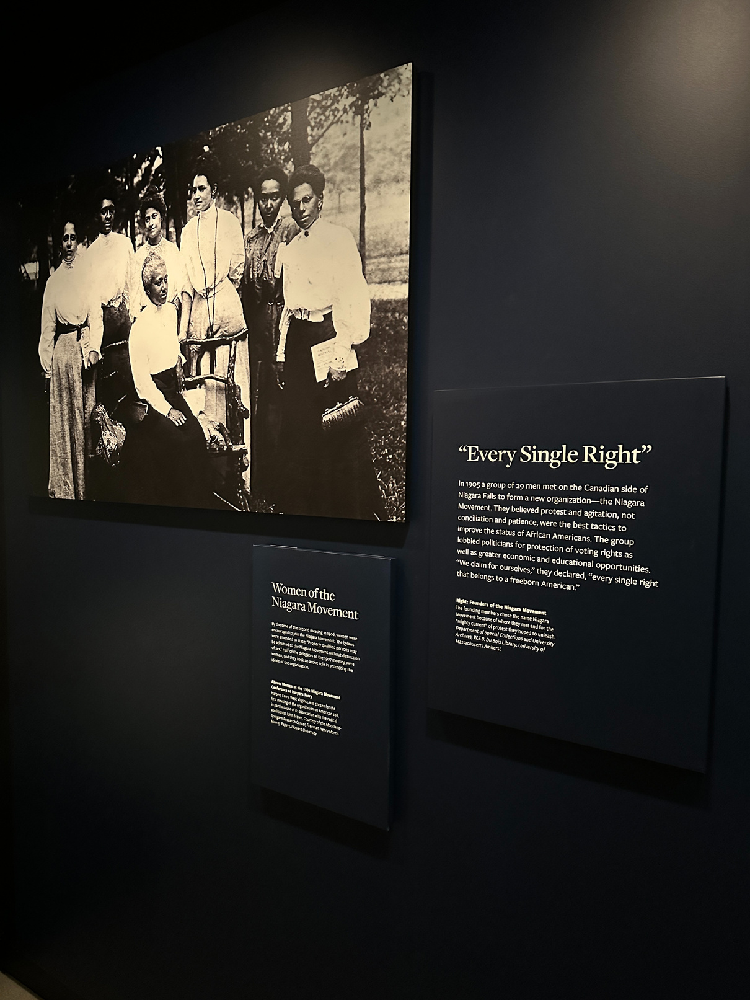 “Every Single Right”
In 1905 a group of 29 men met on the Canadian side of
Niagara Falls to form a new organization—the Niagara
Movement. They believed protest and agitation, not
conciliation and patience, were the best tactics to
improve the status of African Americans. The group
lobbied politicians for protection of voting rights as
well as greater economic and educational opportunities.
“We claim for ourselves,” they declared, “every single right
that belongs to a freeborn American.”
Right: Founders of the Niagara Movement
The founding members chose the name Niagara
Movement because of where they met and for the
“mighty current” of protest they hoped to unleash.
Department of Special Collections and University
Archives, W.E.B. Du Bois Library, University of
Massachusetts Amherst
Women of the
Niagara Movement
By the time of the second meeting in 1906, women were
encouraged to join the Niagara Movement. The bylaws
were amended to state: “Properly qualified persons may
be admitted to the Niagara Movement without distinction
of sex.” Half of the delegates to the 1907 meeting were
women, and they took an active role in promoting the
ideals of the organization.
Above: Women at the 1906 Niagara Movement
Conference at Harpers Ferry
Harpers Ferry, West Virginia, was chosen for the
first meeting of the organization on American soil,
in part because of its association with the radical
abolitionist John Brown. Courtesy of the Moorland-
Spingarn Research Center, Freeman Henry Morris
Murray Papers, Howard University